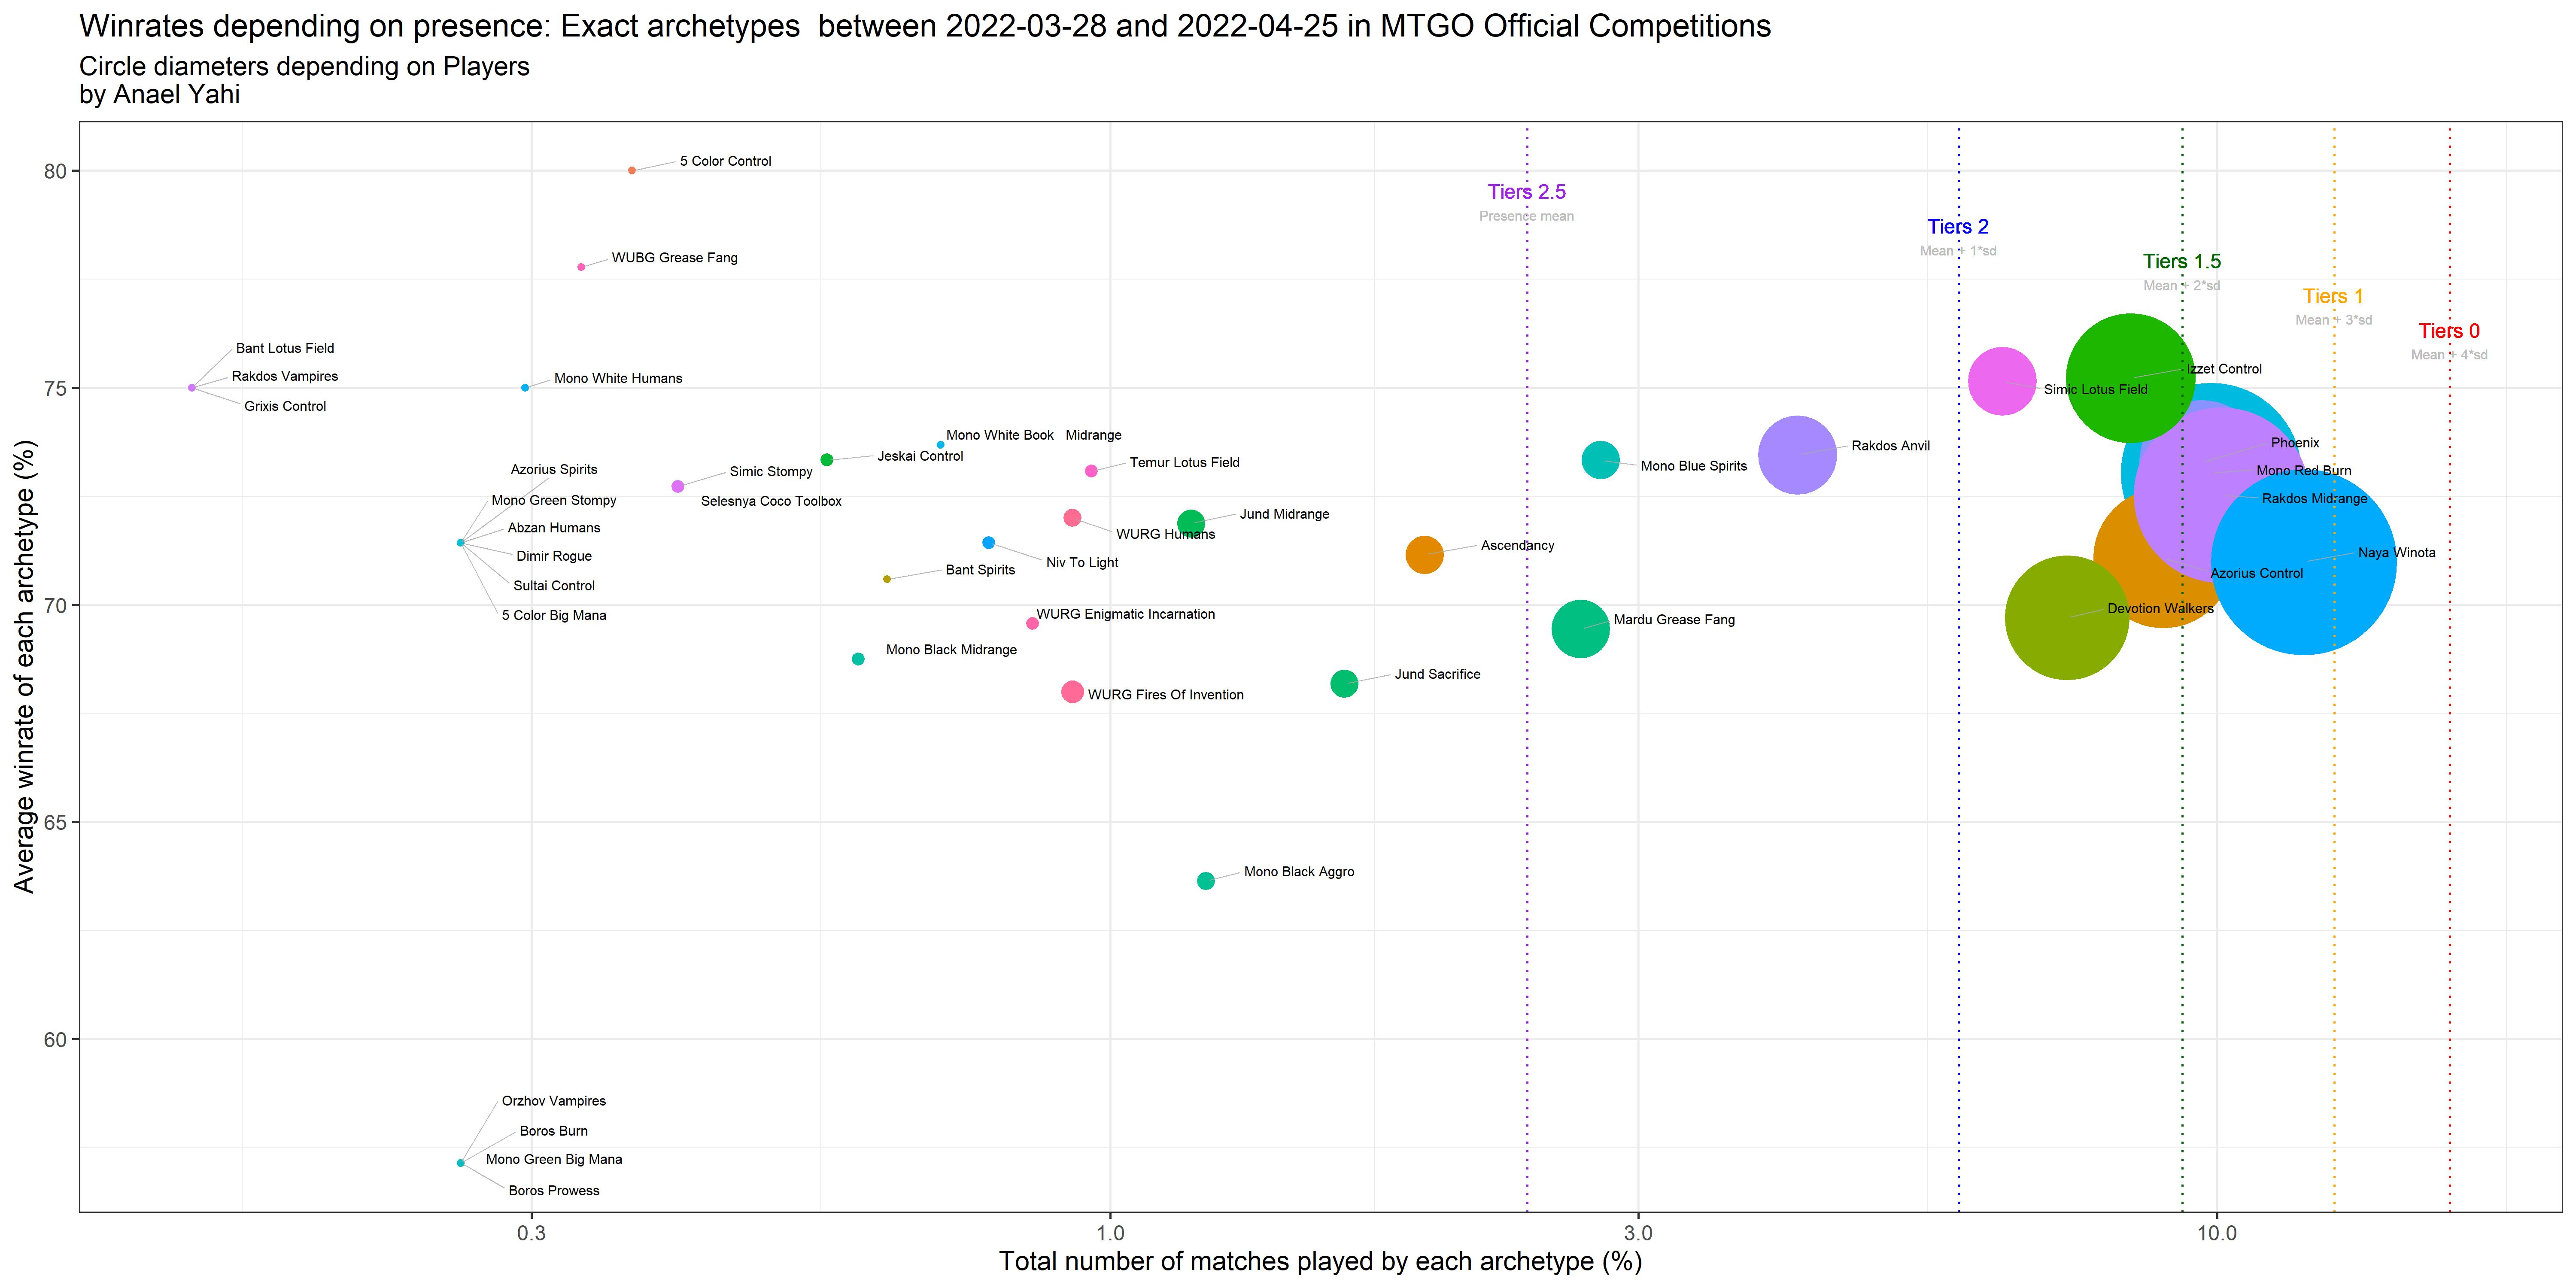 Winrates depending on presence: Exact archetypes  between 2022-03-28 and 2022-04-25 in MTGO Official Competitions
Circle diameters depending on Players
by Anael Yahi
Average winrate of each archetype (%)
80
75
70
65
60
5 Color Control
WUBG Grease Fang
Tiers 2.5
Presence mean
Tiers 2
Mean + 1*sd
Tiers 1.5
Mean + 2*sd
Tiers 1
Mean + 3*sd
Tiers 0
Mean + 4*sd
Bant Lotus Field
Rakdos Vampires
Grixis Control
Mono White Humans
Izzet Control
Simic Lotus Field
Mono White Book
Midrange
Jeskai Control
Temur Lotus Field
Mono Blue Spirits
Rakdos Anvil
Phoenix
Mono Red Burn
Rakdos Midrange
Azorius Spirits
Simic Stompy
Mono Green Stompy
Selesnya Coco Toolbox
Abzan Humans
Dimir Rogue
Sultai Control
5 Color Big Mana
Jund Midrange
WURG Humans
Ascendancy
Naya Winota
Niv To Light
Bant Spirits
Azorius Control
WURG Enigmatic Incarnation
Devotion Walkers
Mardu Grease Fang
Mono Black Midrange
Jund Sacrifice
WURG Fires Of Invention
Mono Black Aggro
Orzhov Vampires
Boros Burn
Mono Green Big Mana
Boros Prowess
0.3
1.0
3.0
10.0
Total number of matches played by each archetype (%)